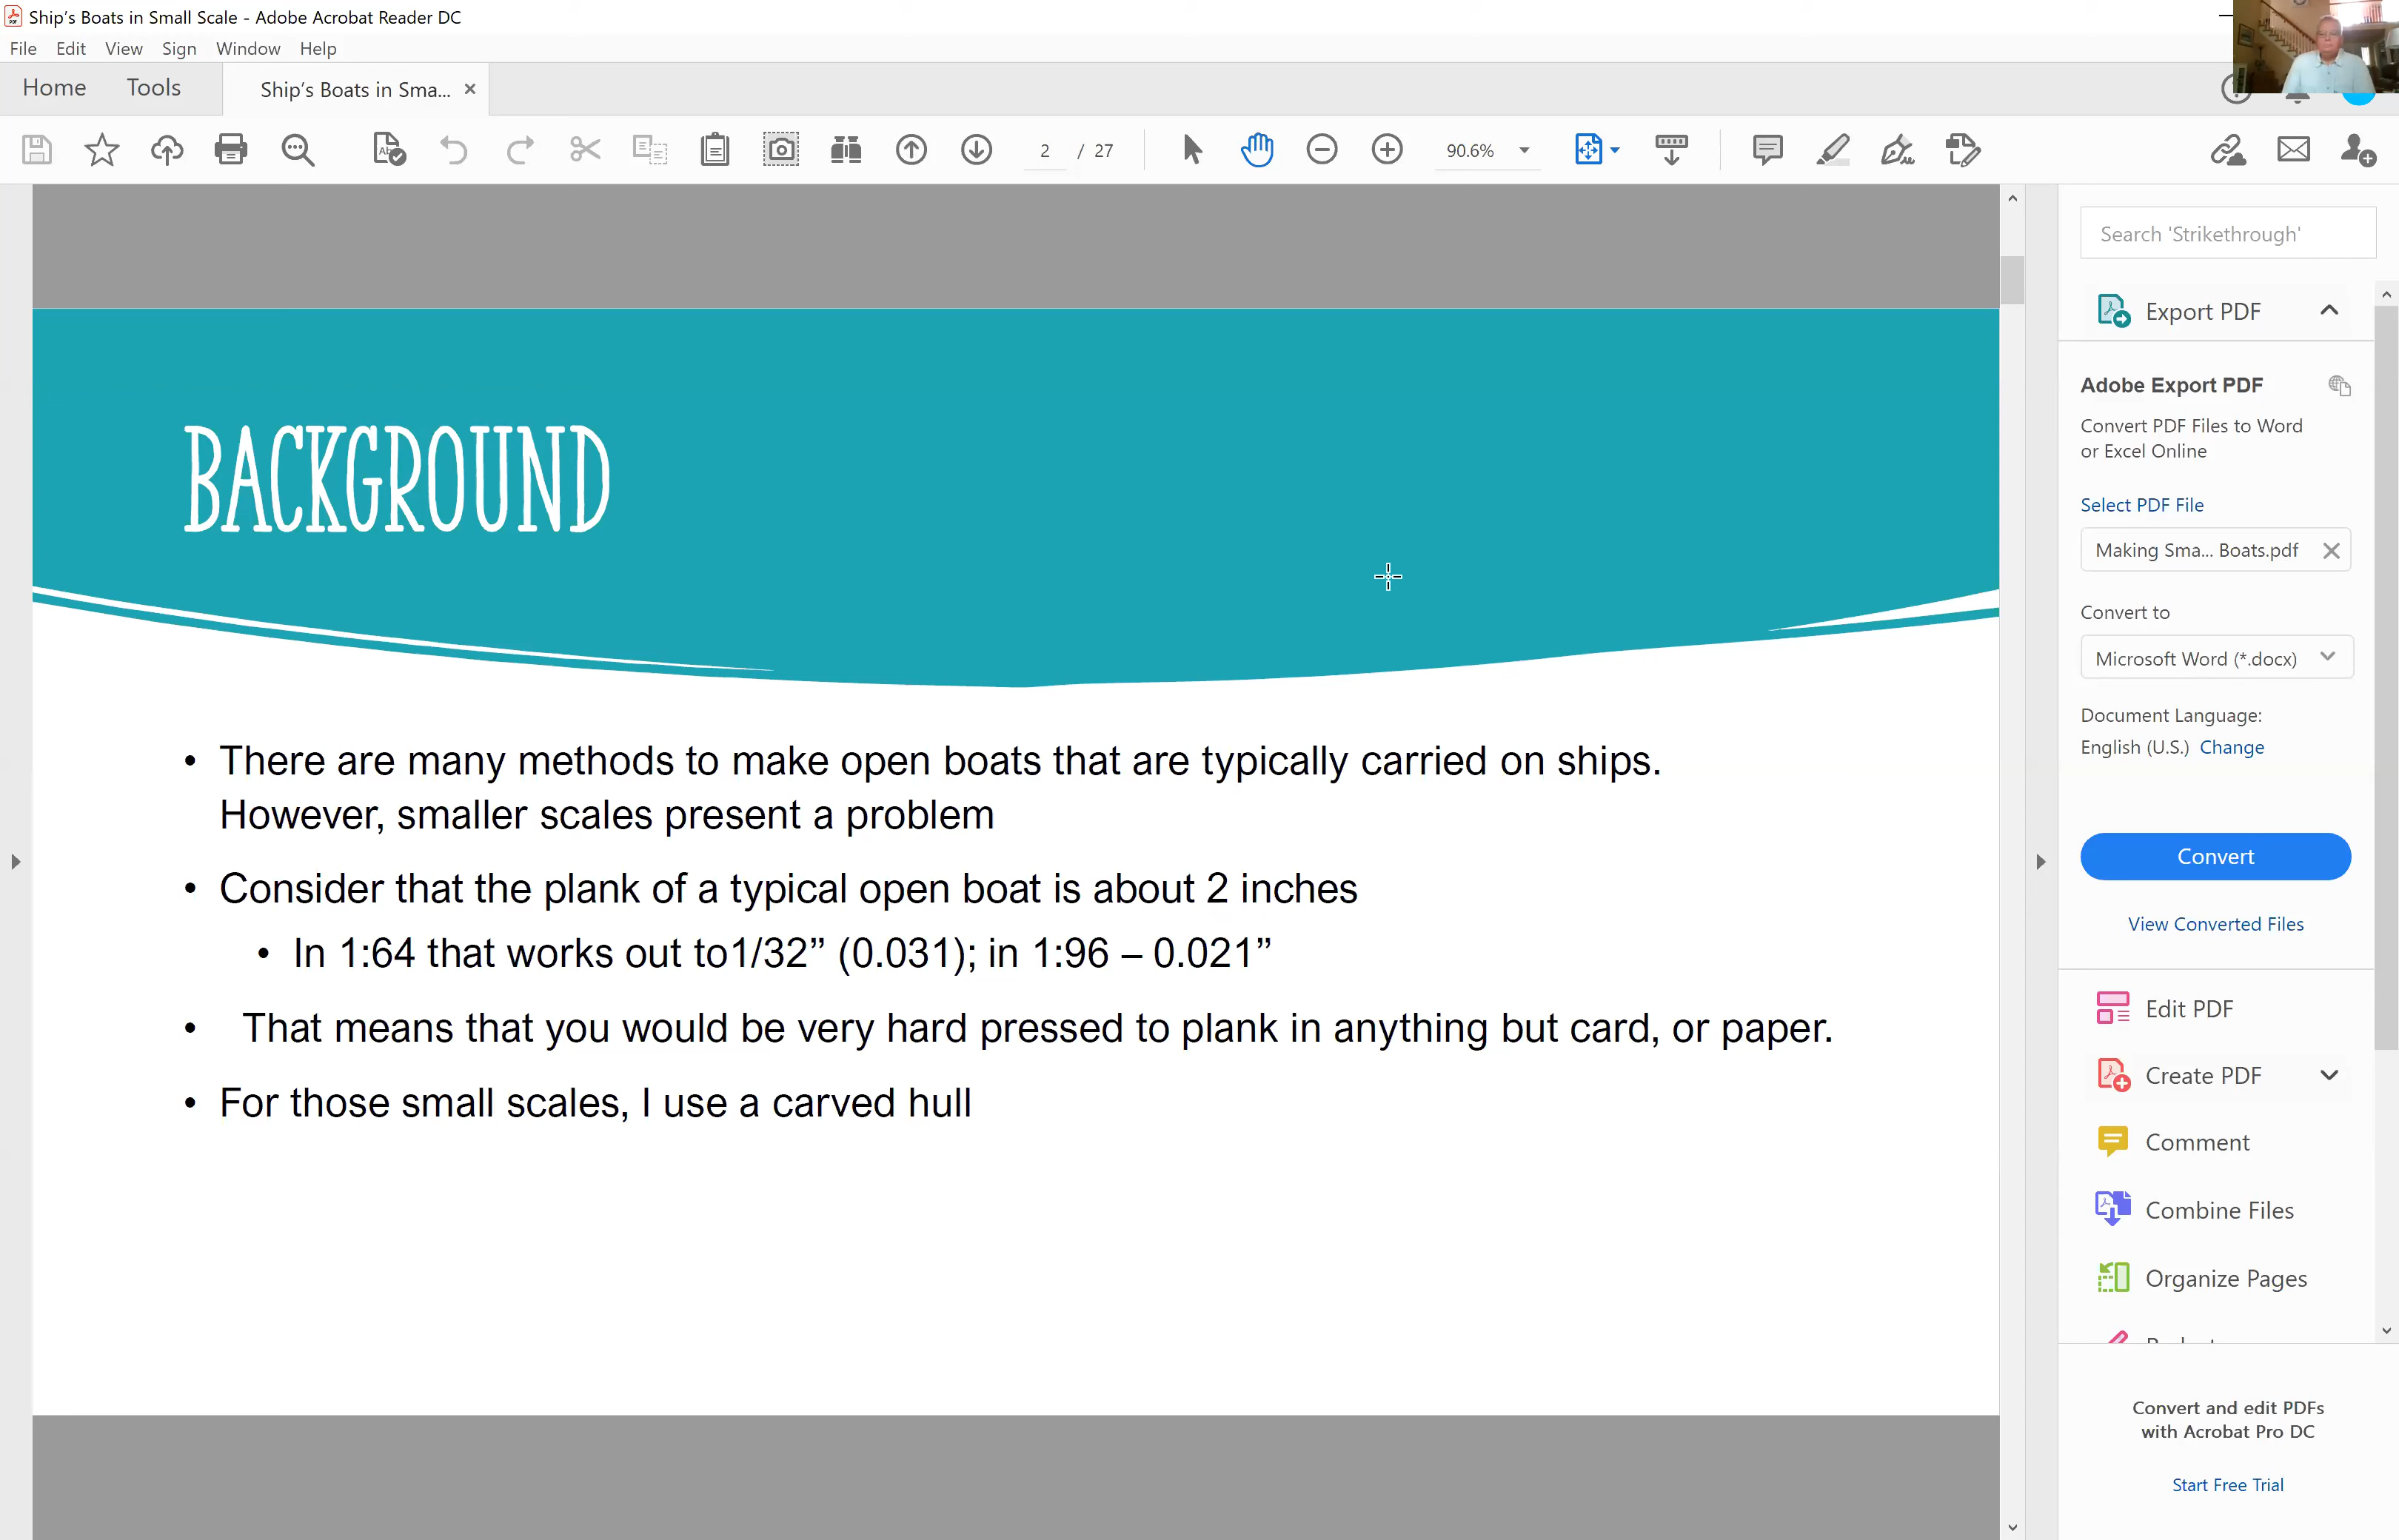 Ship's Boats in Small Scale - Adobe Acrobat Reader DC
File Edit View Sign Window Help
Home Tools Ship's Boats in Sma...
2 / 27 90.6%
BACKGROUND
• There are many methods to make open boats that are typically carried on ships.
However, smaller scales present a problem
• Consider that the plank of a typical open boat is about 2 inches
• In 1:64 that works out to1/32” (0.031); in 1:96 – 0.021”
• That means that you would be very hard pressed to plank in anything but card, or paper.
• For those small scales, I use a carved hull
Search 'Strikethrough'
Export PDF
Adobe Export PDF
Convert PDF Files to Word
or Excel Online
Select PDF File
Making Sma... Boats.pdf
Convert to
Microsoft Word (*.docx)
Document Language:
English (U.S.) Change
Convert
View Converted Files
Edit PDF
Create PDF
Comment
Combine Files
Organize Pages
Convert and edit PDFs
with Acrobat Pro DC
Start Free Trial